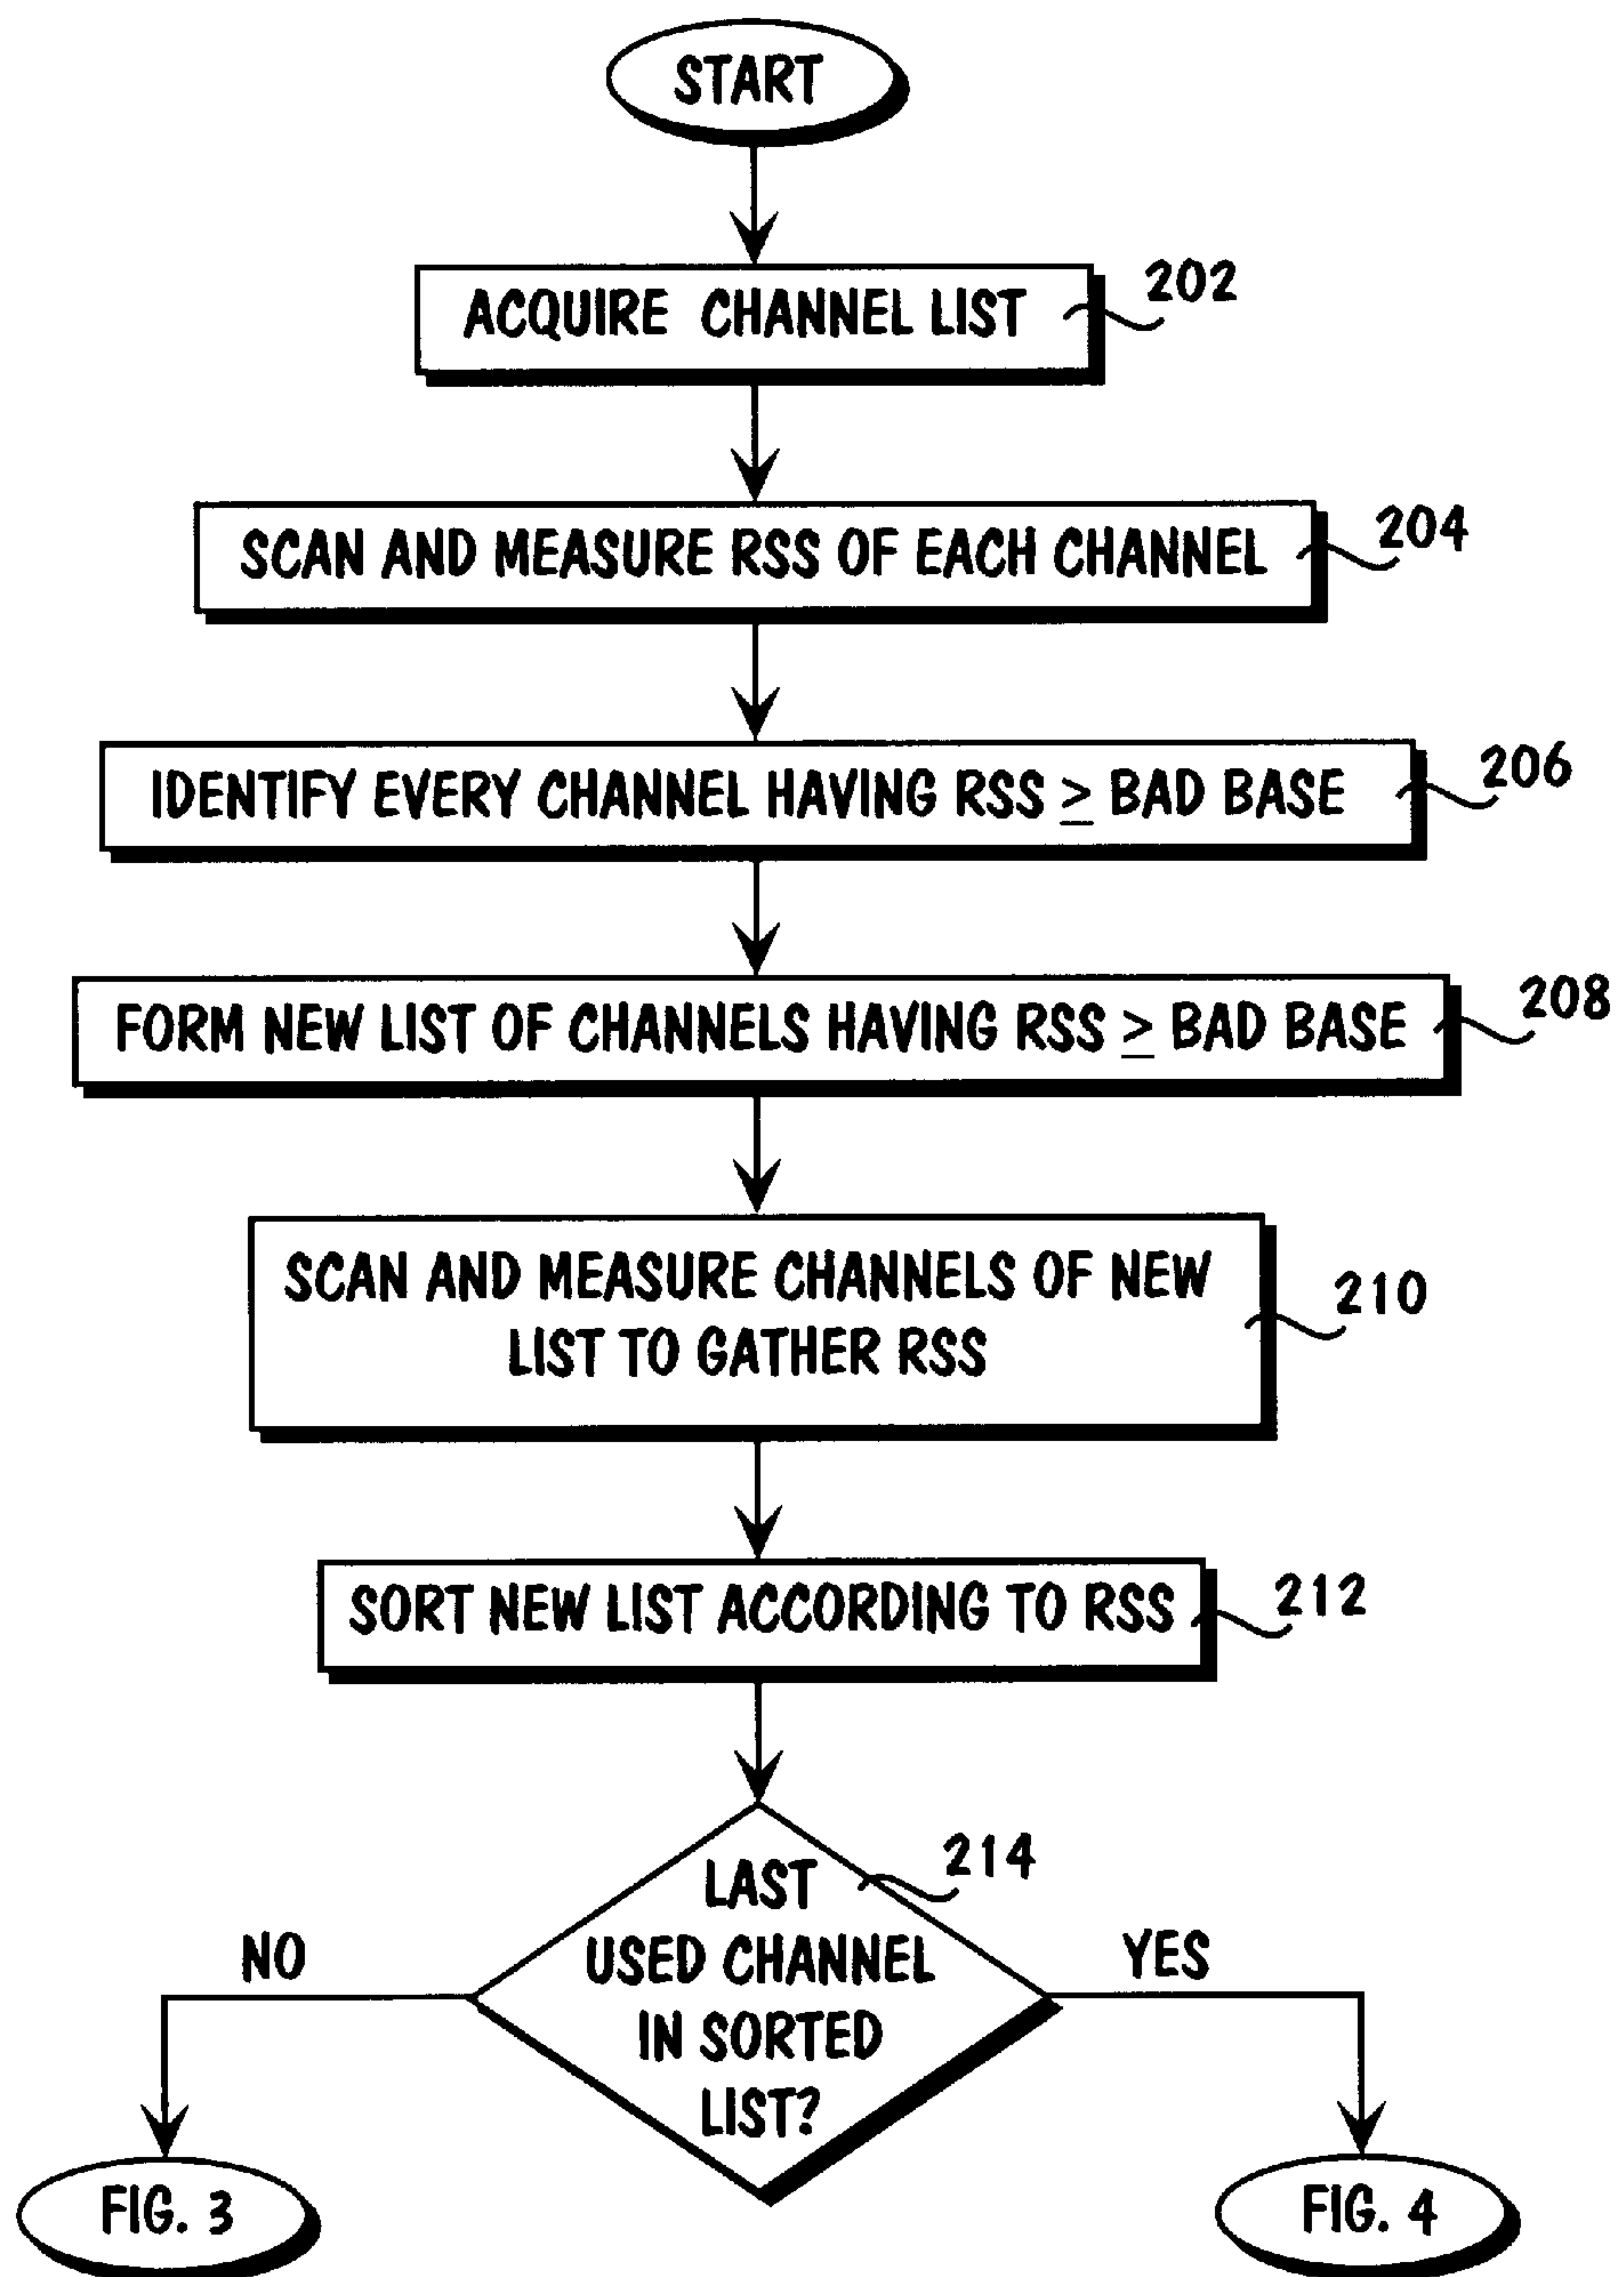 START
ACQUIRE CHANNEL LIST
202
SCAN AND MEASURE RSS OF EACH CHANNEL
204
IDENTIFY EVERY CHANNEL HAVING RSS ≥ BAD BASE
206
FORM NEW LIST OF CHANNELS HAVING RSS ≥ BAD BASE
208
SCAN AND MEASURE CHANNELS OF NEW
LIST TO GATHER RSS
210
SORT NEW LIST ACCORDING TO RSS
212
LAST
USED CHANNEL
IN SORTED
LIST?
214
NO
YES
FIG. 3
FIG. 4